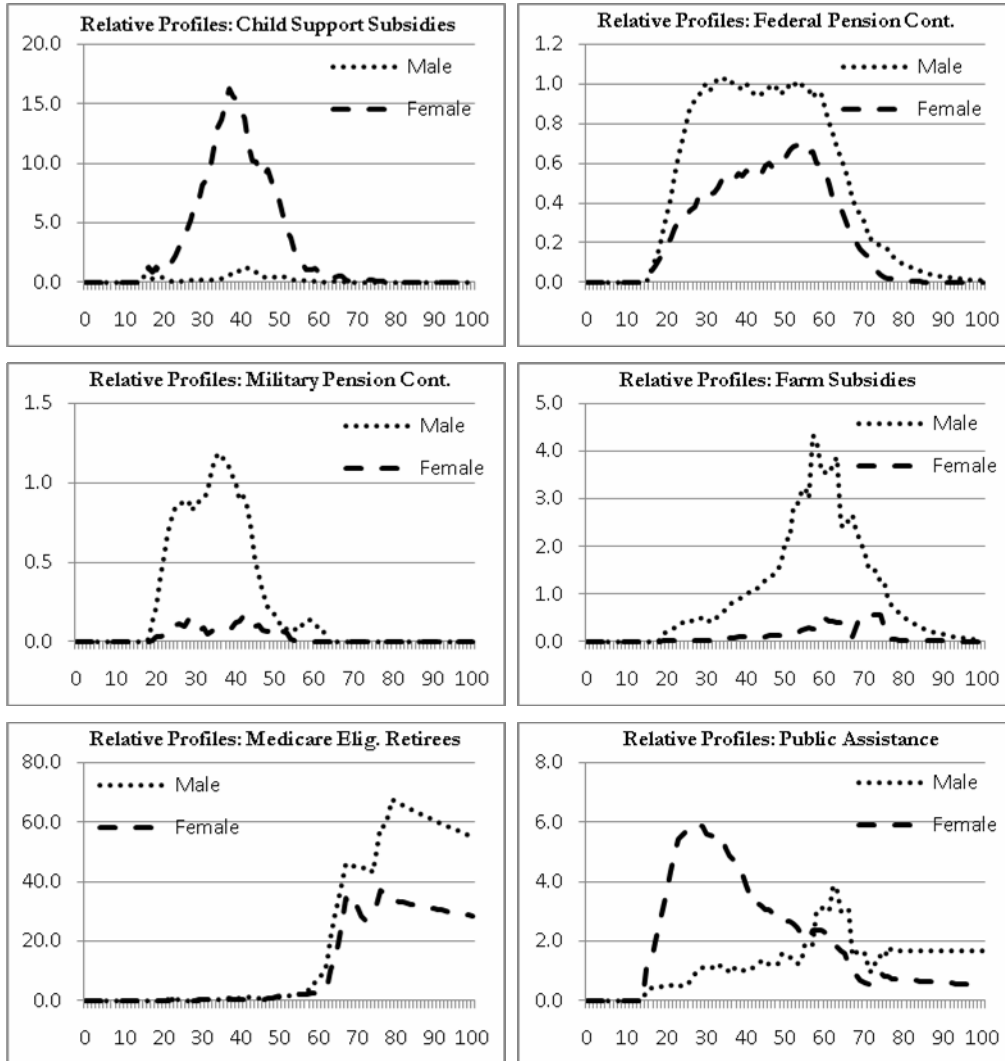 Relative Profiles: Child Support Subsidies
20.0
15.0
10.0
5.0
0.0
Male
Female
0 10 20 30 40 50 60 70 80 90 100
Relative Profiles: Federal Pension Cont.
1.2
1.0
0.8
0.6
0.4
0.2
0.0
Male
Female
0 10 20 30 40 50 60 70 80 90 100
Relative Profiles: Military Pension Cont.
1.5
1.0
0.5
0.0
Male
Female
0 10 20 30 40 50 60 70 80 90 100
Relative Profiles: Farm Subsidies
5.0
4.0
3.0
2.0
1.0
0.0
Male
Female
0 10 20 30 40 50 60 70 80 90 100
Relative Profiles: Medicare Elig. Retirees
80.0
60.0
40.0
20.0
0.0
Male
Female
0 10 20 30 40 50 60 70 80 90 100
Relative Profiles: Public Assistance
8.0
6.0
4.0
2.0
0.0
Male
Female
0 10 20 30 40 50 60 70 80 90 100